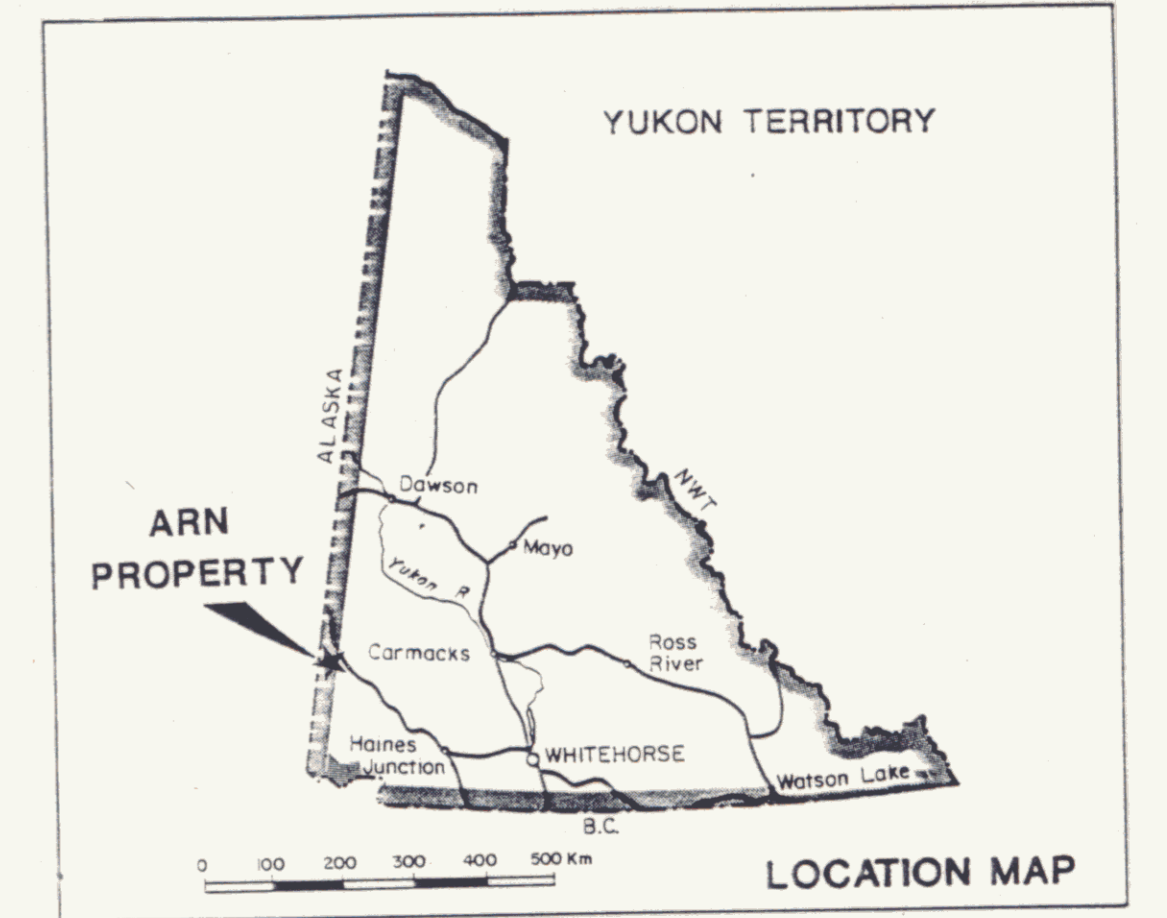 YUKON TERRITORY
ALASKA
NWT
Dawson
ARN
PROPERTY
Mayo
Yukon R
Carmacks
Ross
River
Haines
Junction
WHITEHORSE
Watson Lake
B.C.
0 100 200 300 400 500 Km
LOCATION MAP